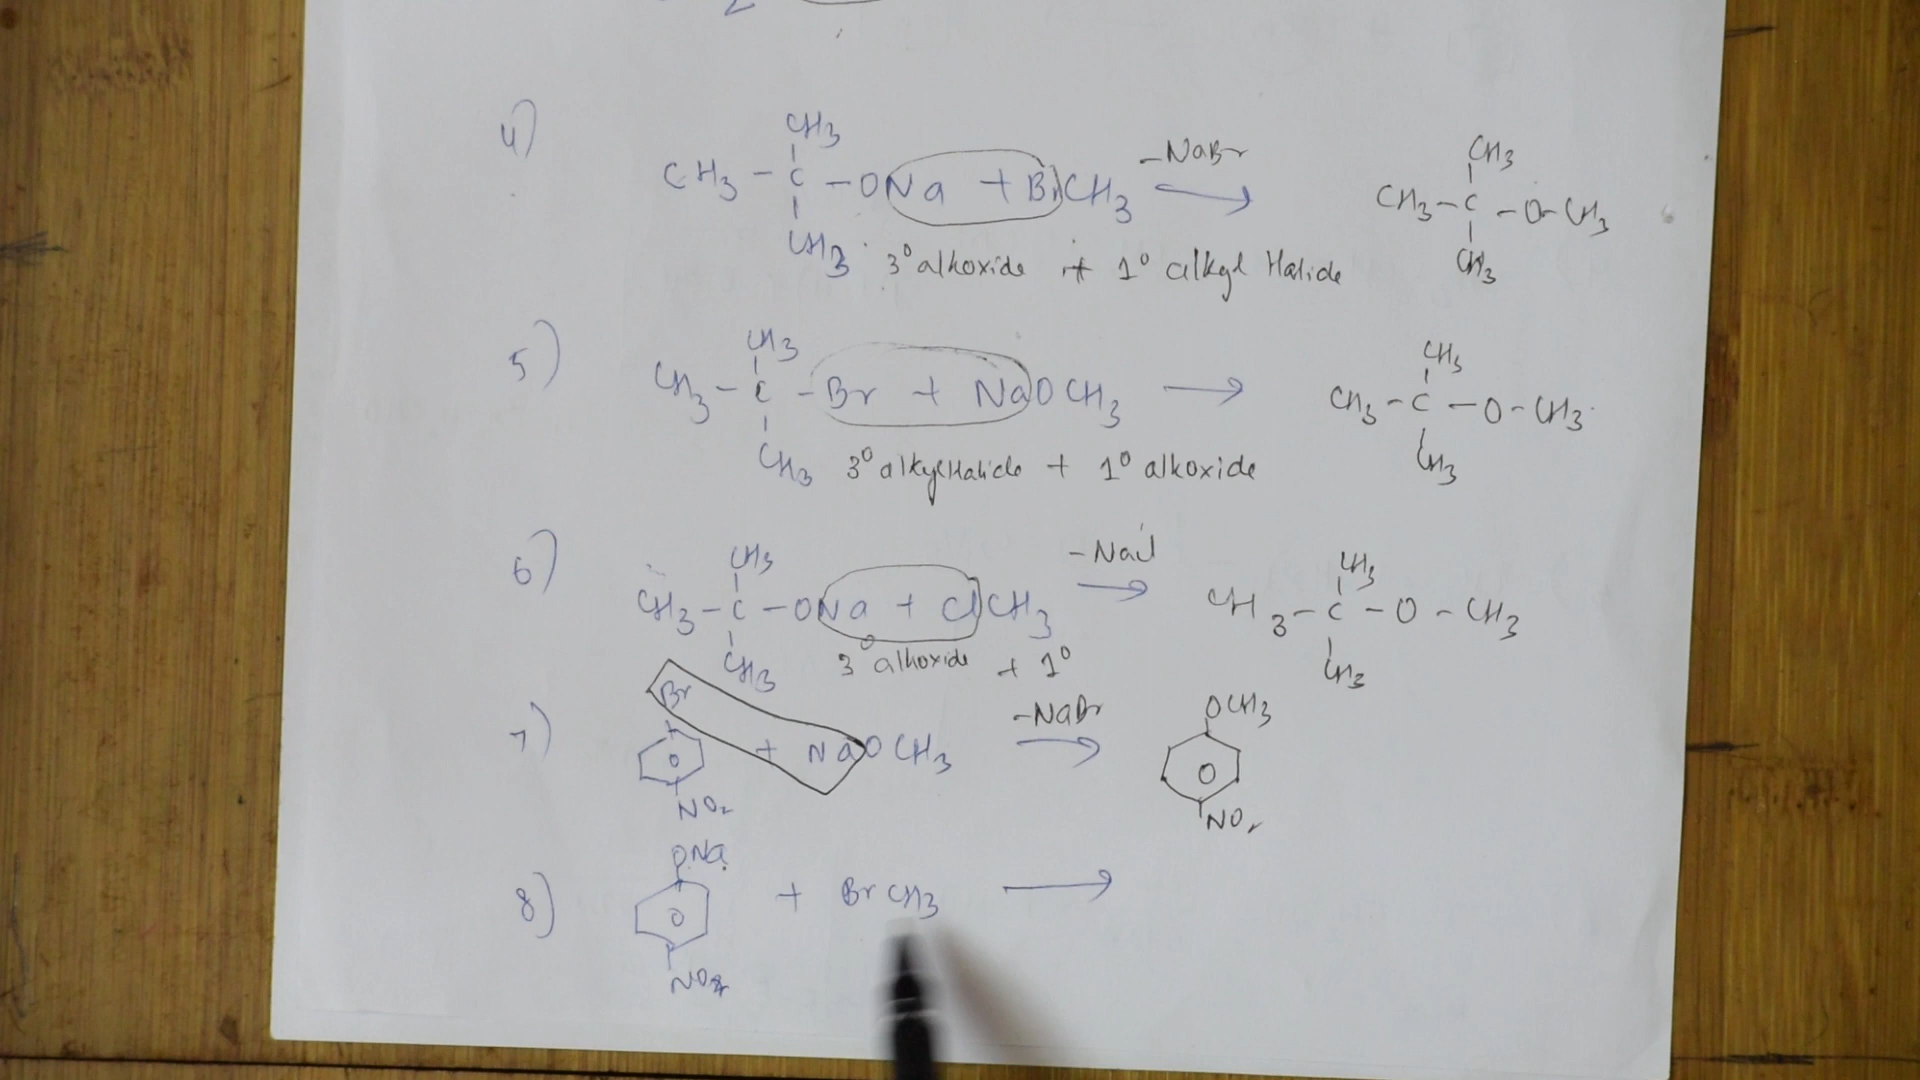 4)
CH3
CH3 - C - ONa + BrCH3 -NaBr →
CH3
3° alkoxide + 1° alkyl Halide
CH3
CH3 - C - O - CH3
CH3
5)
CH3
CH3 - C - Br + NaOCH3 →
CH3
3° alkyl Halide + 1° alkoxide
CH3
CH3 - C - O - CH3
CH3
6)
CH3
CH3 - C - ONa + ClCH3 -NaCl →
CH3
3° alkoxide + 1°
CH3
CH3 - C - O - CH3
CH3
7)
Br
+ NaOCH3 -NaBr →
NO2
OCH3
NO2
8)
ONa
+ BrCH3 →
NO2